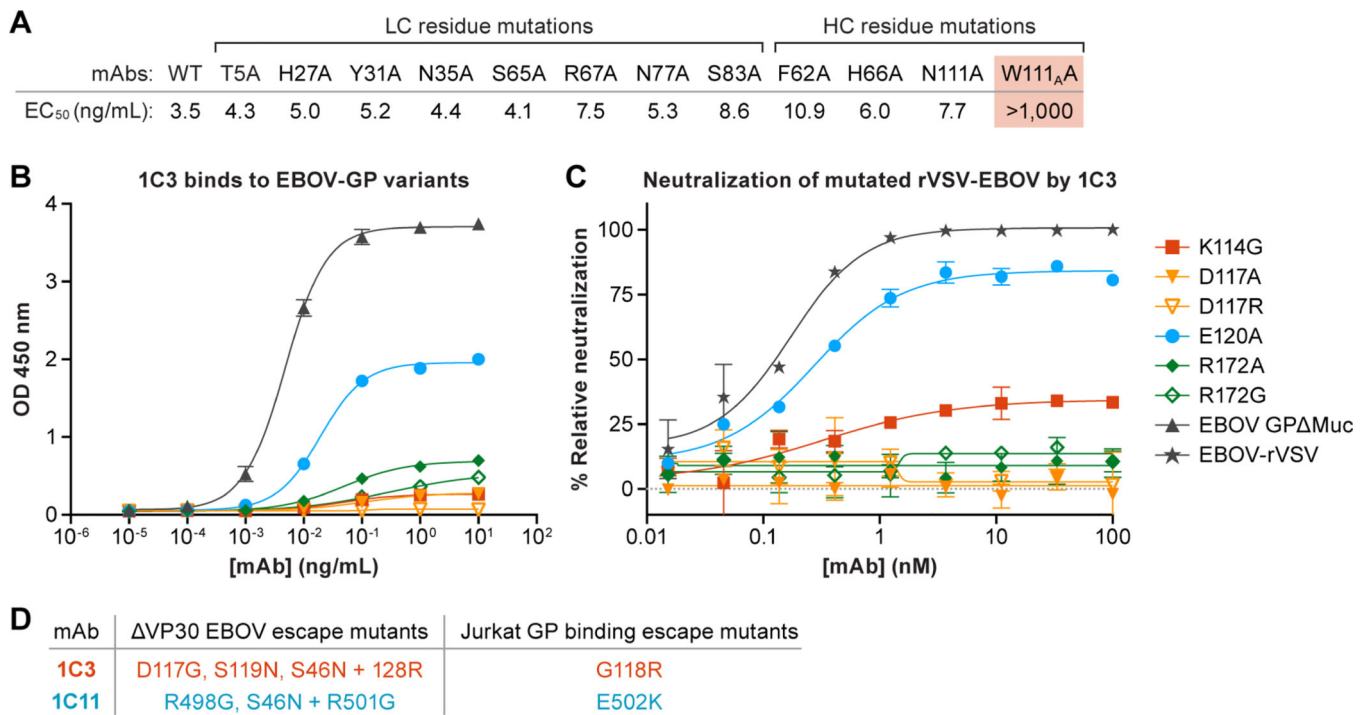 A
LC residue mutations HC residue mutations
mAbs: WT T5A H27A Y31A N35A S65A R67A N77A S83A F62A H66A N111A W111AA
EC50 (ng/mL): 3.5 4.3 5.0 5.2 4.4 4.1 7.5 5.3 8.6 10.9 6.0 7.7 >1,000
B 1C3 binds to EBOV-GP variants
4
3
2
1
0
OD 450 nm
10-6 10-5 10-4 10-3 10-2 10-1 100 101 102
[mAb] (ng/mL)
C Neutralization of mutated rVSV-EBOV by 1C3
100
75
50
25
0
% Relative neutralization
0.01 0.1 1 10 100
[mAb] (nM)
K114G
D117A
D117R
E120A
R172A
R172G
EBOV GPΔMuc
EBOV-rVSV
D
mAb ΔVP30 EBOV escape mutants Jurkat GP binding escape mutants
1C3 D117G, S119N, S46N + 128R G118R
1C11 R498G, S46N + R501G E502K